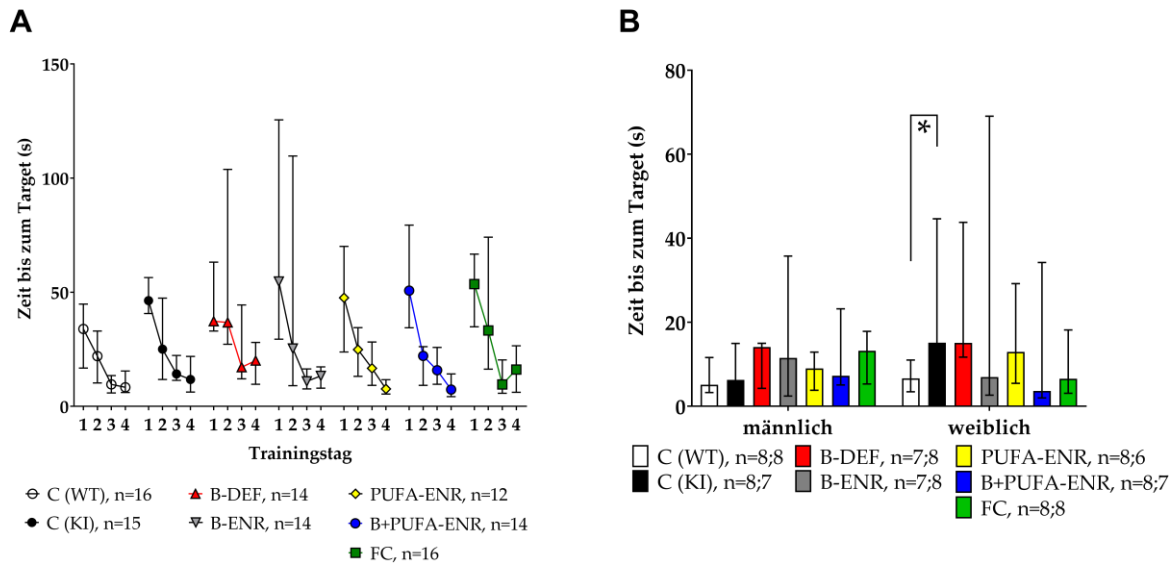 A
Zeit bis zum Target (s)
150
100
50
0
1 2 3 4 1 2 3 4 1 2 3 4 1 2 3 4 1 2 3 4 1 2 3 4 1 2 3 4
Trainingstag
C (WT), n=16
B-DEF, n=14
PUFA-ENR, n=12
C (KI), n=15
B-ENR, n=14
B+PUFA-ENR, n=14
FC, n=16
B
Zeit bis zum Target (s)
80
60
40
20
0
*
männlich
weiblich
C (WT), n=8;8
B-DEF, n=7;8
PUFA-ENR, n=8;6
C (KI), n=8;7
B-ENR, n=7;8
B+PUFA-ENR, n=8;7
FC, n=8;8